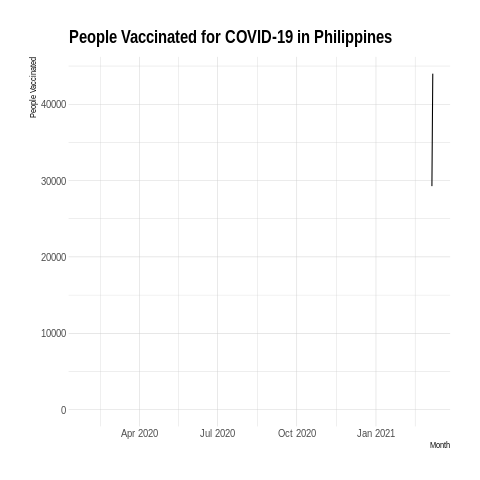 People Vaccinated for COVID-19 in Philippines
People Vaccinated
40000
30000
20000
10000
0
Apr 2020 Jul 2020 Oct 2020 Jan 2021
Month